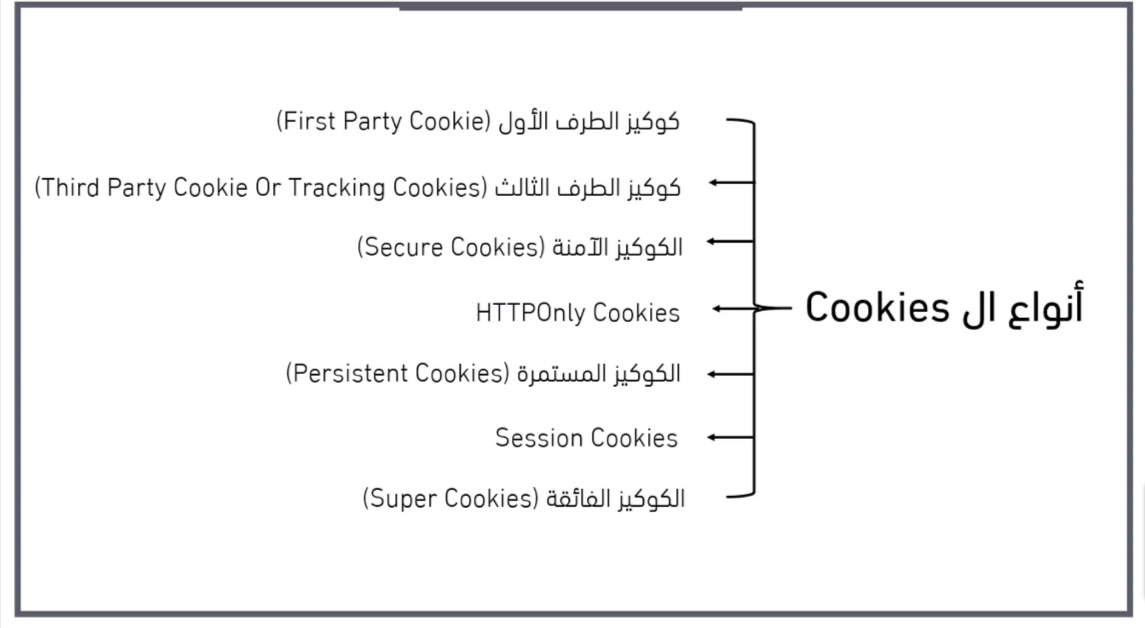 أنواع ال Cookies
كوكيز الطرف الأول (First Party Cookie)
كوكيز الطرف الثالث (Third Party Cookie Or Tracking Cookies)
الكوكيز الآمنة (Secure Cookies)
HTTPOnly Cookies
الكوكيز المستمرة (Persistent Cookies)
Session Cookies
الكوكيز الفائقة (Super Cookies)